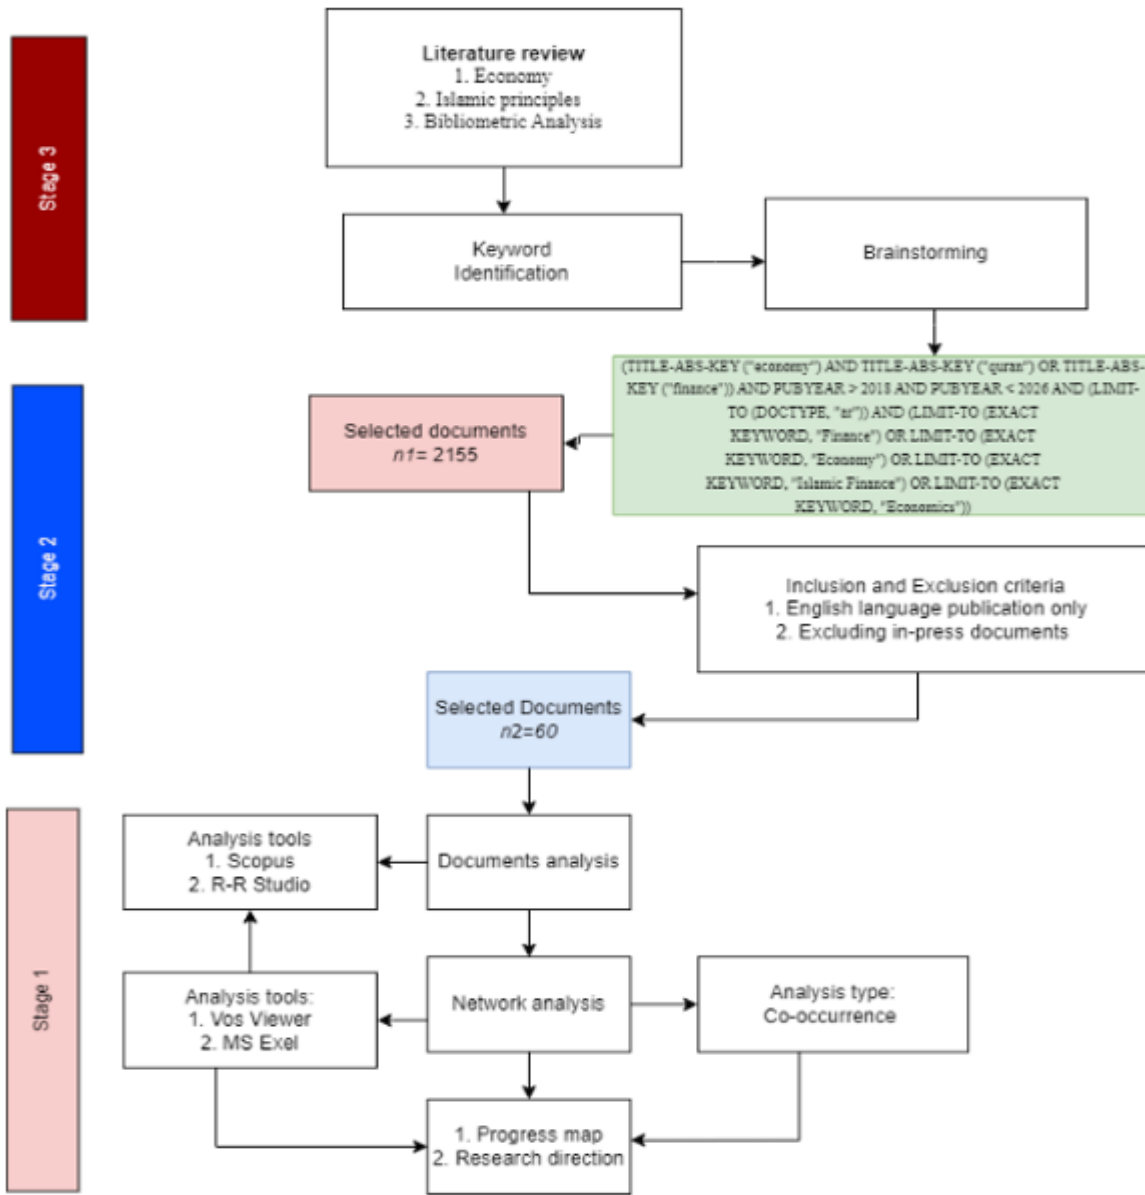 Stage 3
Literature review
1. Economy
2. Islamic principles
3. Bibliometric Analysis
Keyword
Identification
Brainstorming
Stage 2
(TITLE-ABS-KEY ("economy") AND TITLE-ABS-KEY ("quran") OR TITLE-ABS-
KEY ("finance")) AND PUBYEAR > 2018 AND PUBYEAR < 2026 AND (LIMIT-
TO (DOCTYPE, "ar")) AND (LIMIT-TO (EXACT
KEYWORD, "Finance") OR LIMIT-TO (EXACT
KEYWORD, "Economy") OR LIMIT-TO (EXACT
KEYWORD, "Islamic Finance") OR LIMIT-TO (EXACT
KEYWORD, "Economics"))
Selected documents
n1= 2155
Inclusion and Exclusion criteria
1. English language publication only
2. Excluding in-press documents
Selected Documents
n2=60
Stage 1
Analysis tools
1. Scopus
2. R-R Studio
Documents analysis
Analysis tools:
1. Vos Viewer
2. MS Exel
Network analysis
Analysis type:
Co-occurrence
1. Progress map
2. Research direction